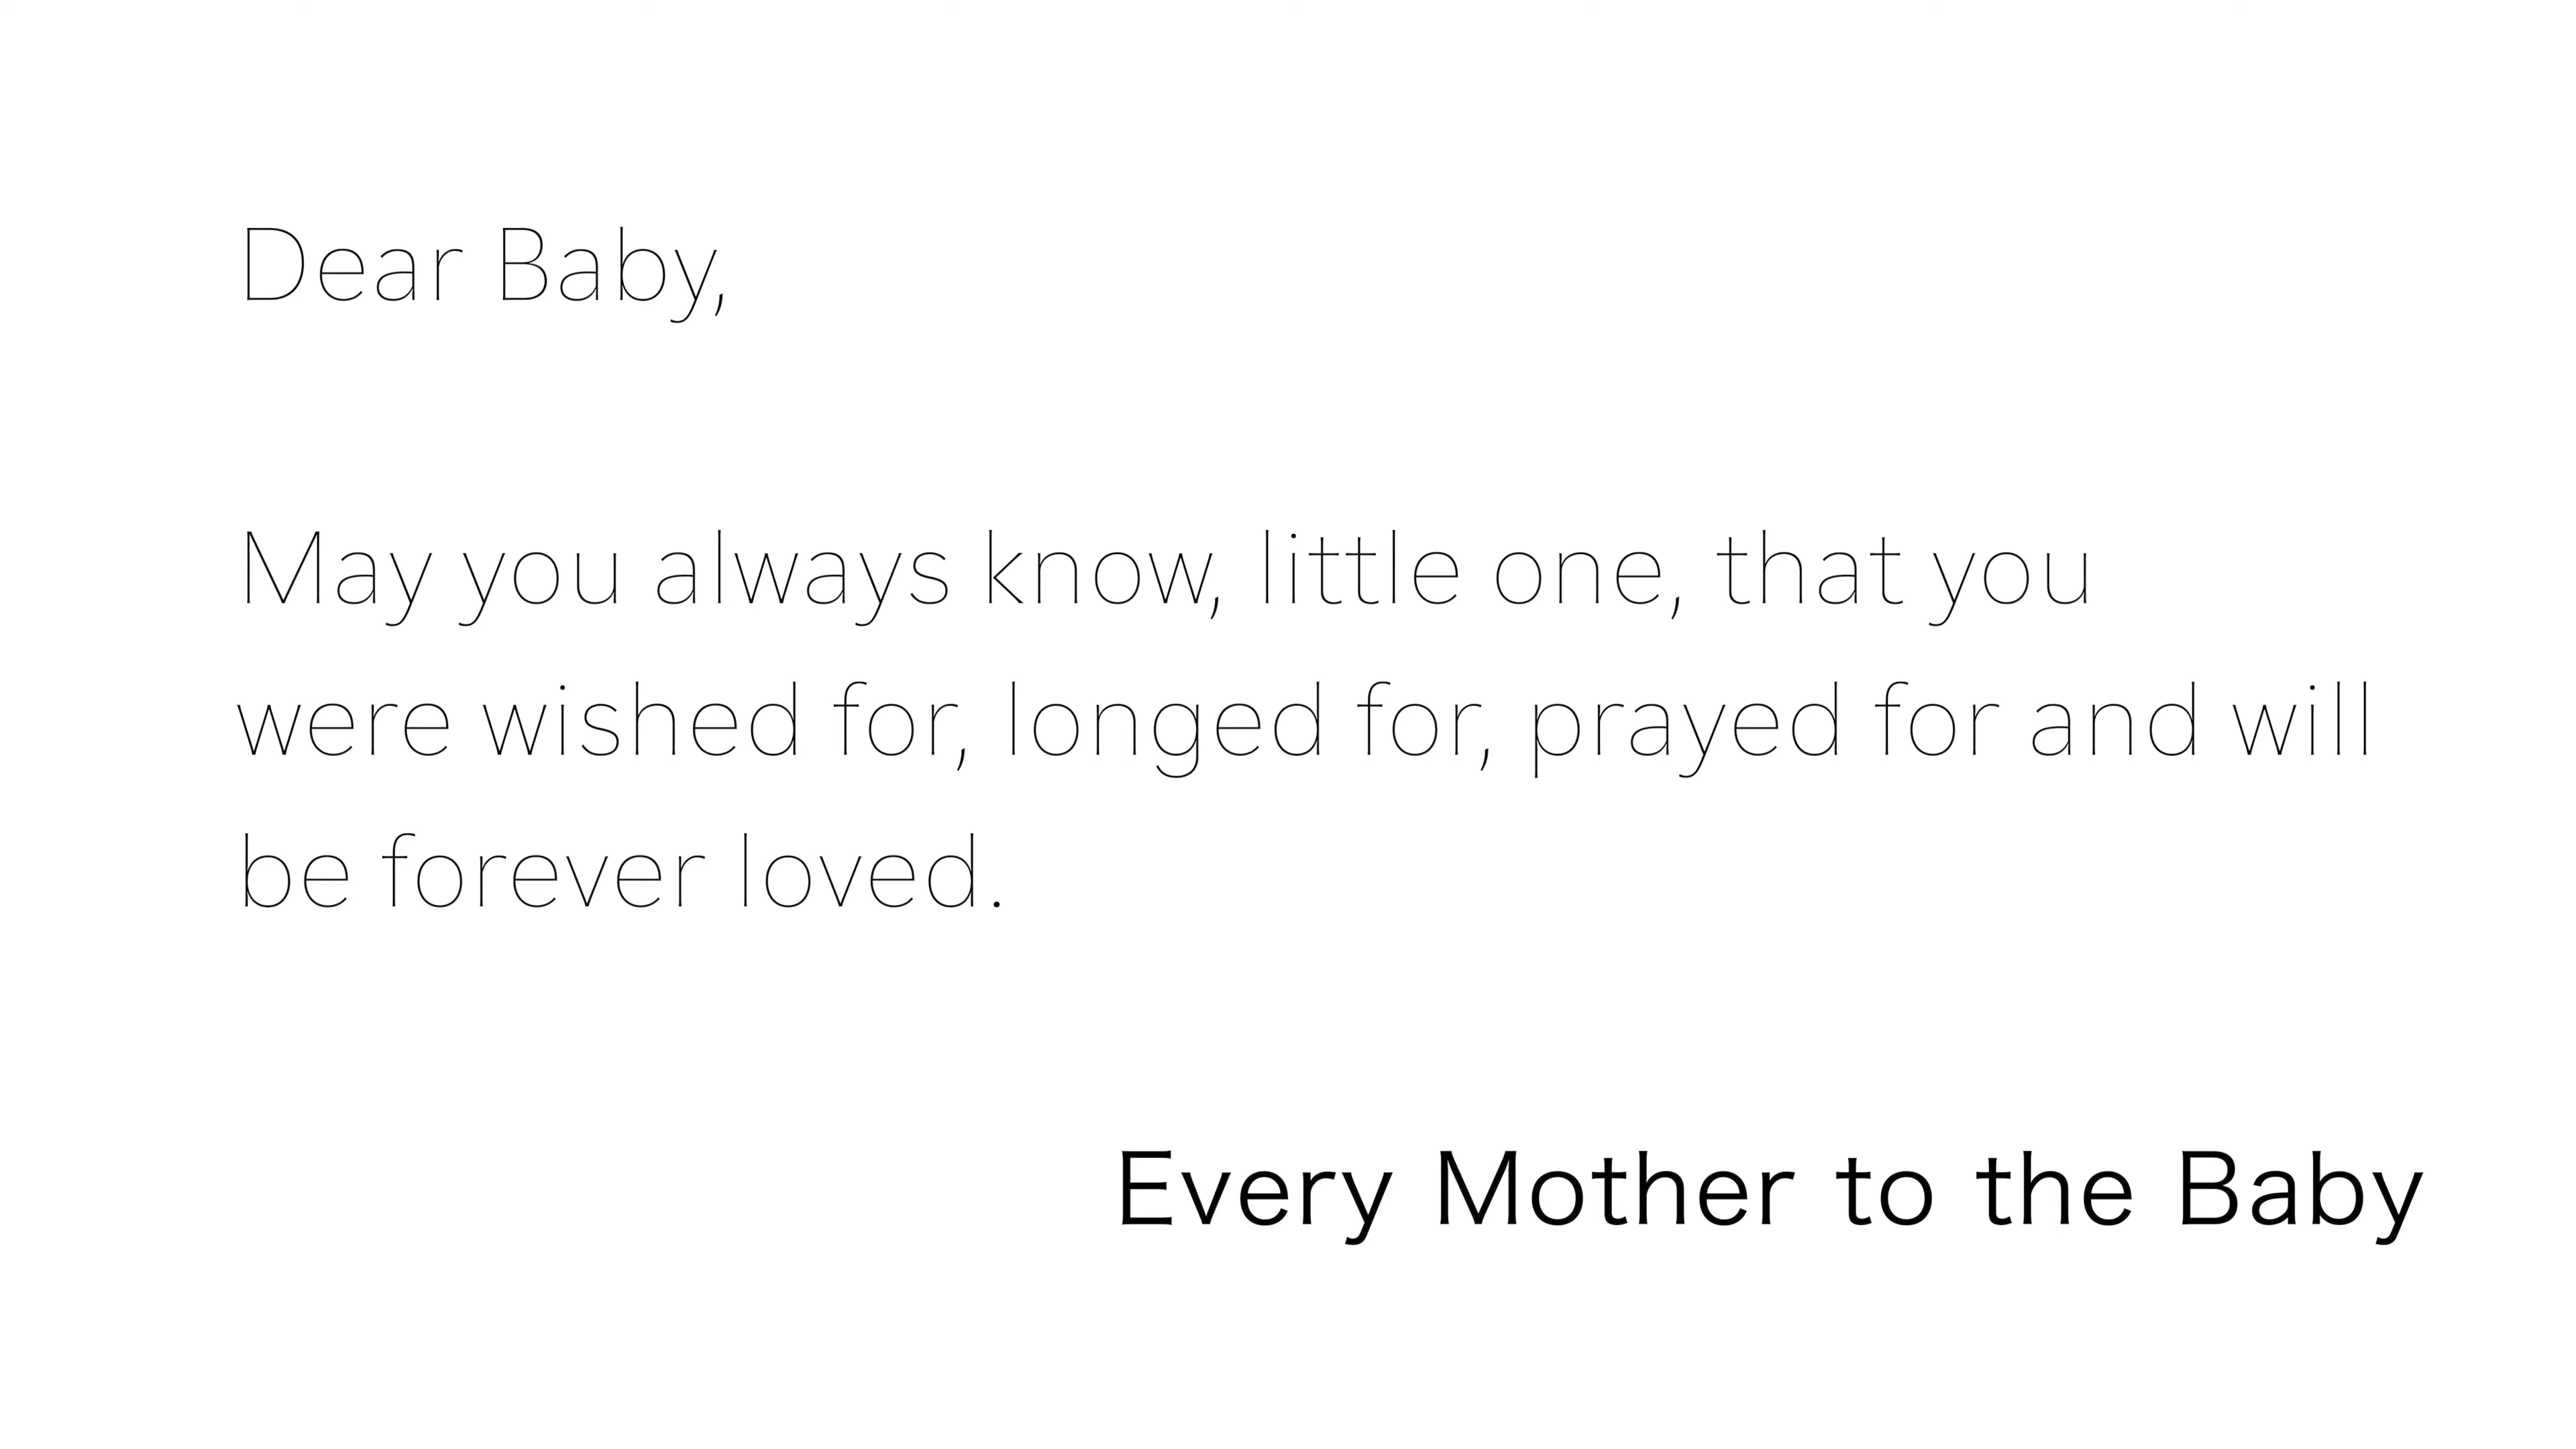 Dear Baby,
May you always know, little one, that you
were wished for, longed for, prayed for and will
be forever loved.
Every Mother to the Baby